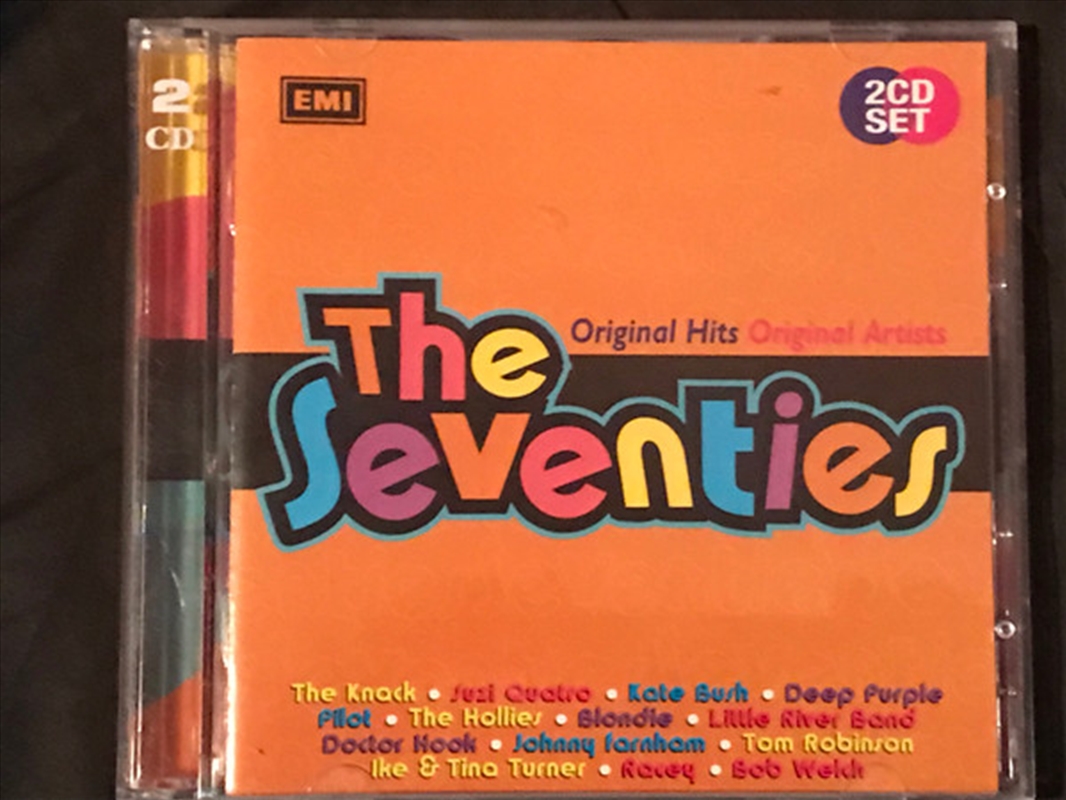 2
CD
EMI
2CD
SET
Original Hits Original Artists
The
Seventies
The Knack • Suzi Quatro • Kate Bush • Deep Purple
Pilot • The Hollies • Blondie • Little River Band
Doctor Hook • Johnny Farnham • Tom Robinson
Ike & Tina Turner • Racey • Bob Welch